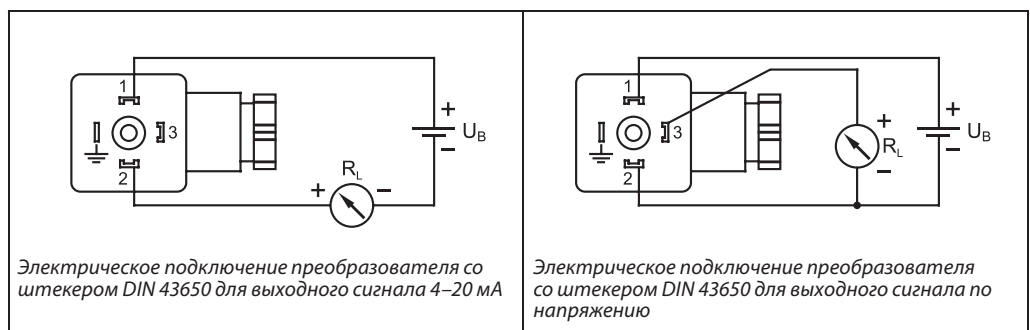 1
3
2
+
−
U_B
R_L
+
−
Электрическое подключение преобразователя со
штекером DIN 43650 для выходного сигнала 4–20 мА
1
3
2
+
−
R_L
+
−
U_B
Электрическое подключение преобразователя
со штекером DIN 43650 для выходного сигнала по
напряжению